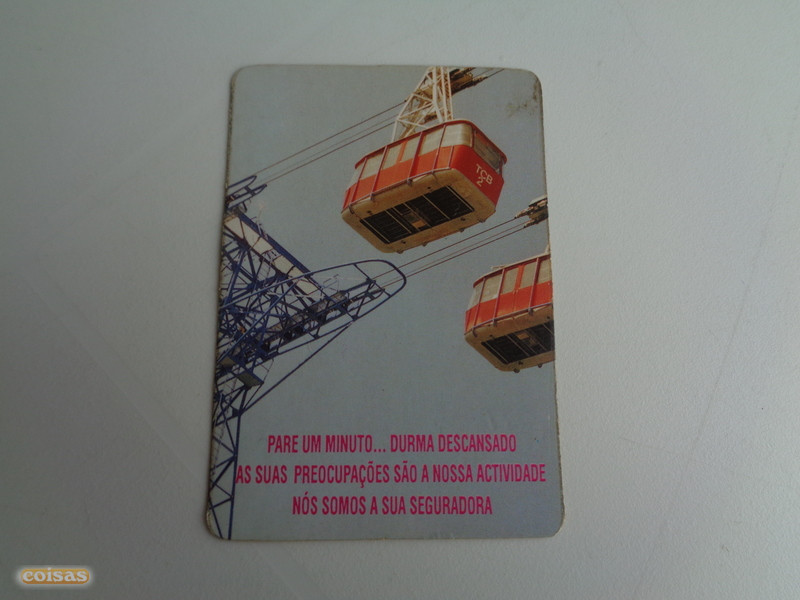 TCB
2
PARE UM MINUTO... DURMA DESCANSADO
AS SUAS PREOCUPAÇÕES SÃO A NOSSA ACTIVIDADE
NÓS SOMOS A SUA SEGURADORA
coisas